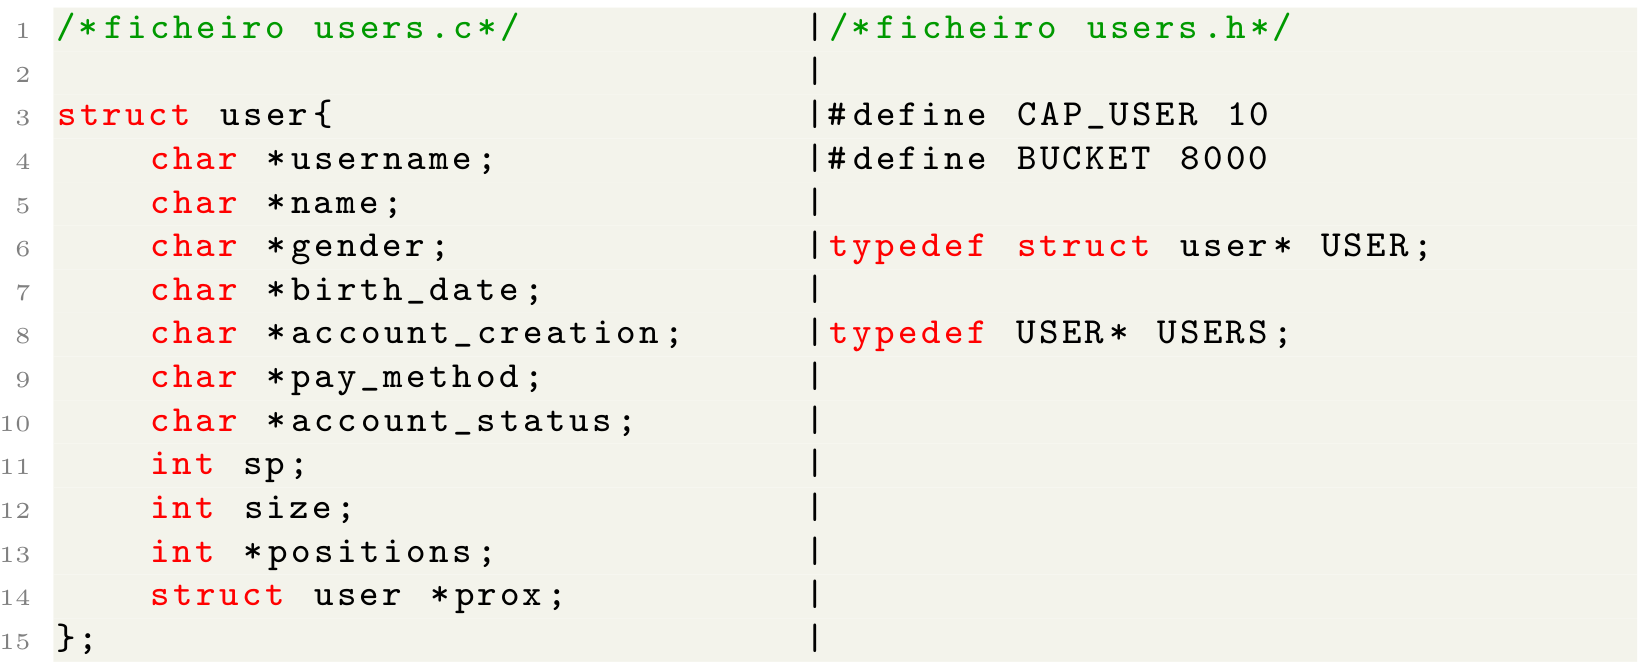 1 /*ficheiro users.c*/ |/*ficheiro users.h*/
2 |
3 struct user{ |#define CAP_USER 10
4 char *username; |#define BUCKET 8000
5 char *name; |
6 char *gender; |typedef struct user* USER;
7 char *birth_date; |
8 char *account_creation; |typedef USER* USERS;
9 char *pay_method; |
10 char *account_status; |
11 int sp; |
12 int size; |
13 int *positions; |
14 struct user *prox; |
15 }; |